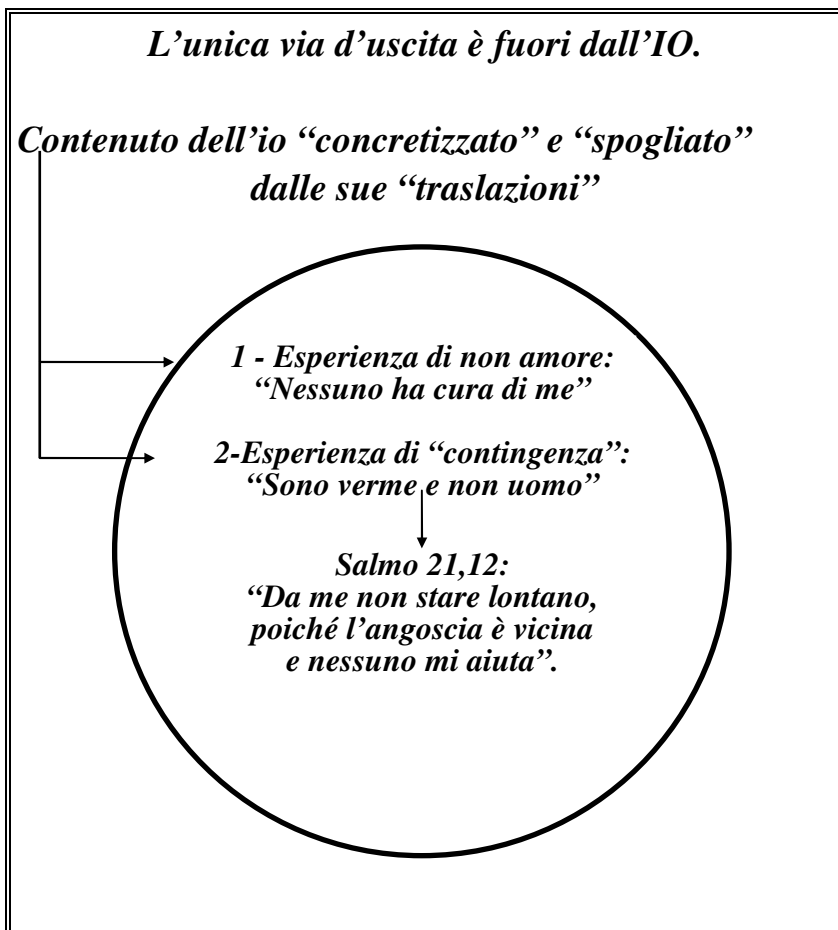 L’unica via d’uscita è fuori dall’IO.
Contenuto dell’io “concretizzato” e “spogliato”
dalle sue “traslazioni”
1 - Esperienza di non amore:
“Nessuno ha cura di me”
2-Esperienza di “contingenza”:
“Sono verme e non uomo”
Salmo 21,12:
“Da me non stare lontano,
poiché l’angoscia è vicina
e nessuno mi aiuta”.